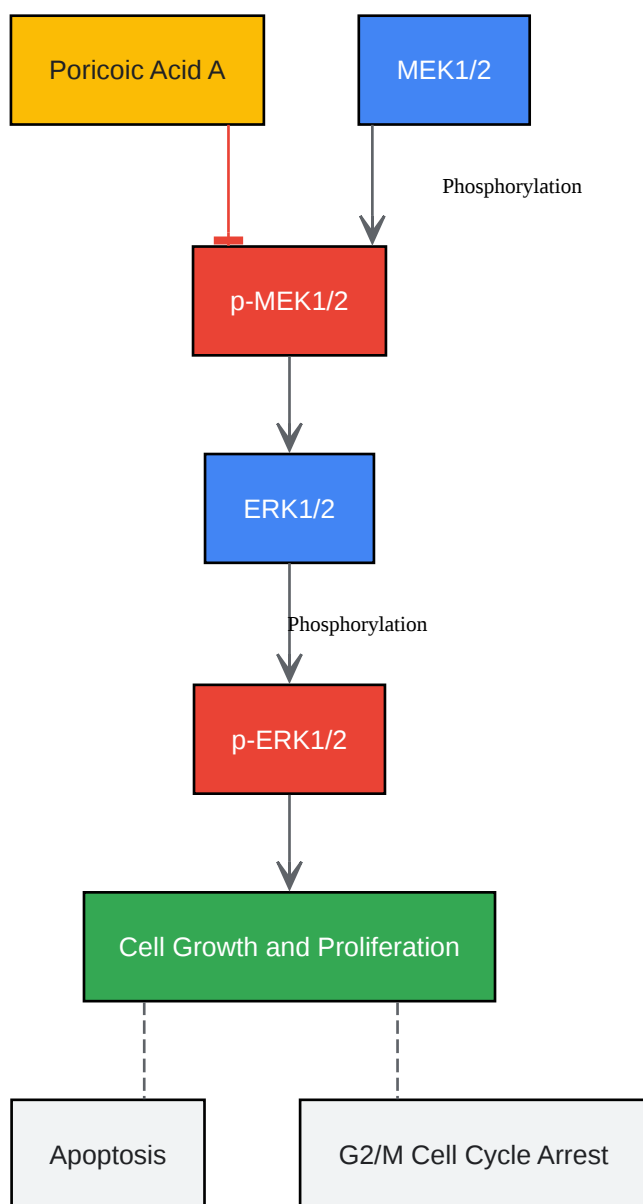 Poricoic Acid A
MEK1/2
Phosphorylation
p-MEK1/2
ERK1/2
Phosphorylation
p-ERK1/2
Cell Growth and Proliferation
Apoptosis
G2/M Cell Cycle Arrest